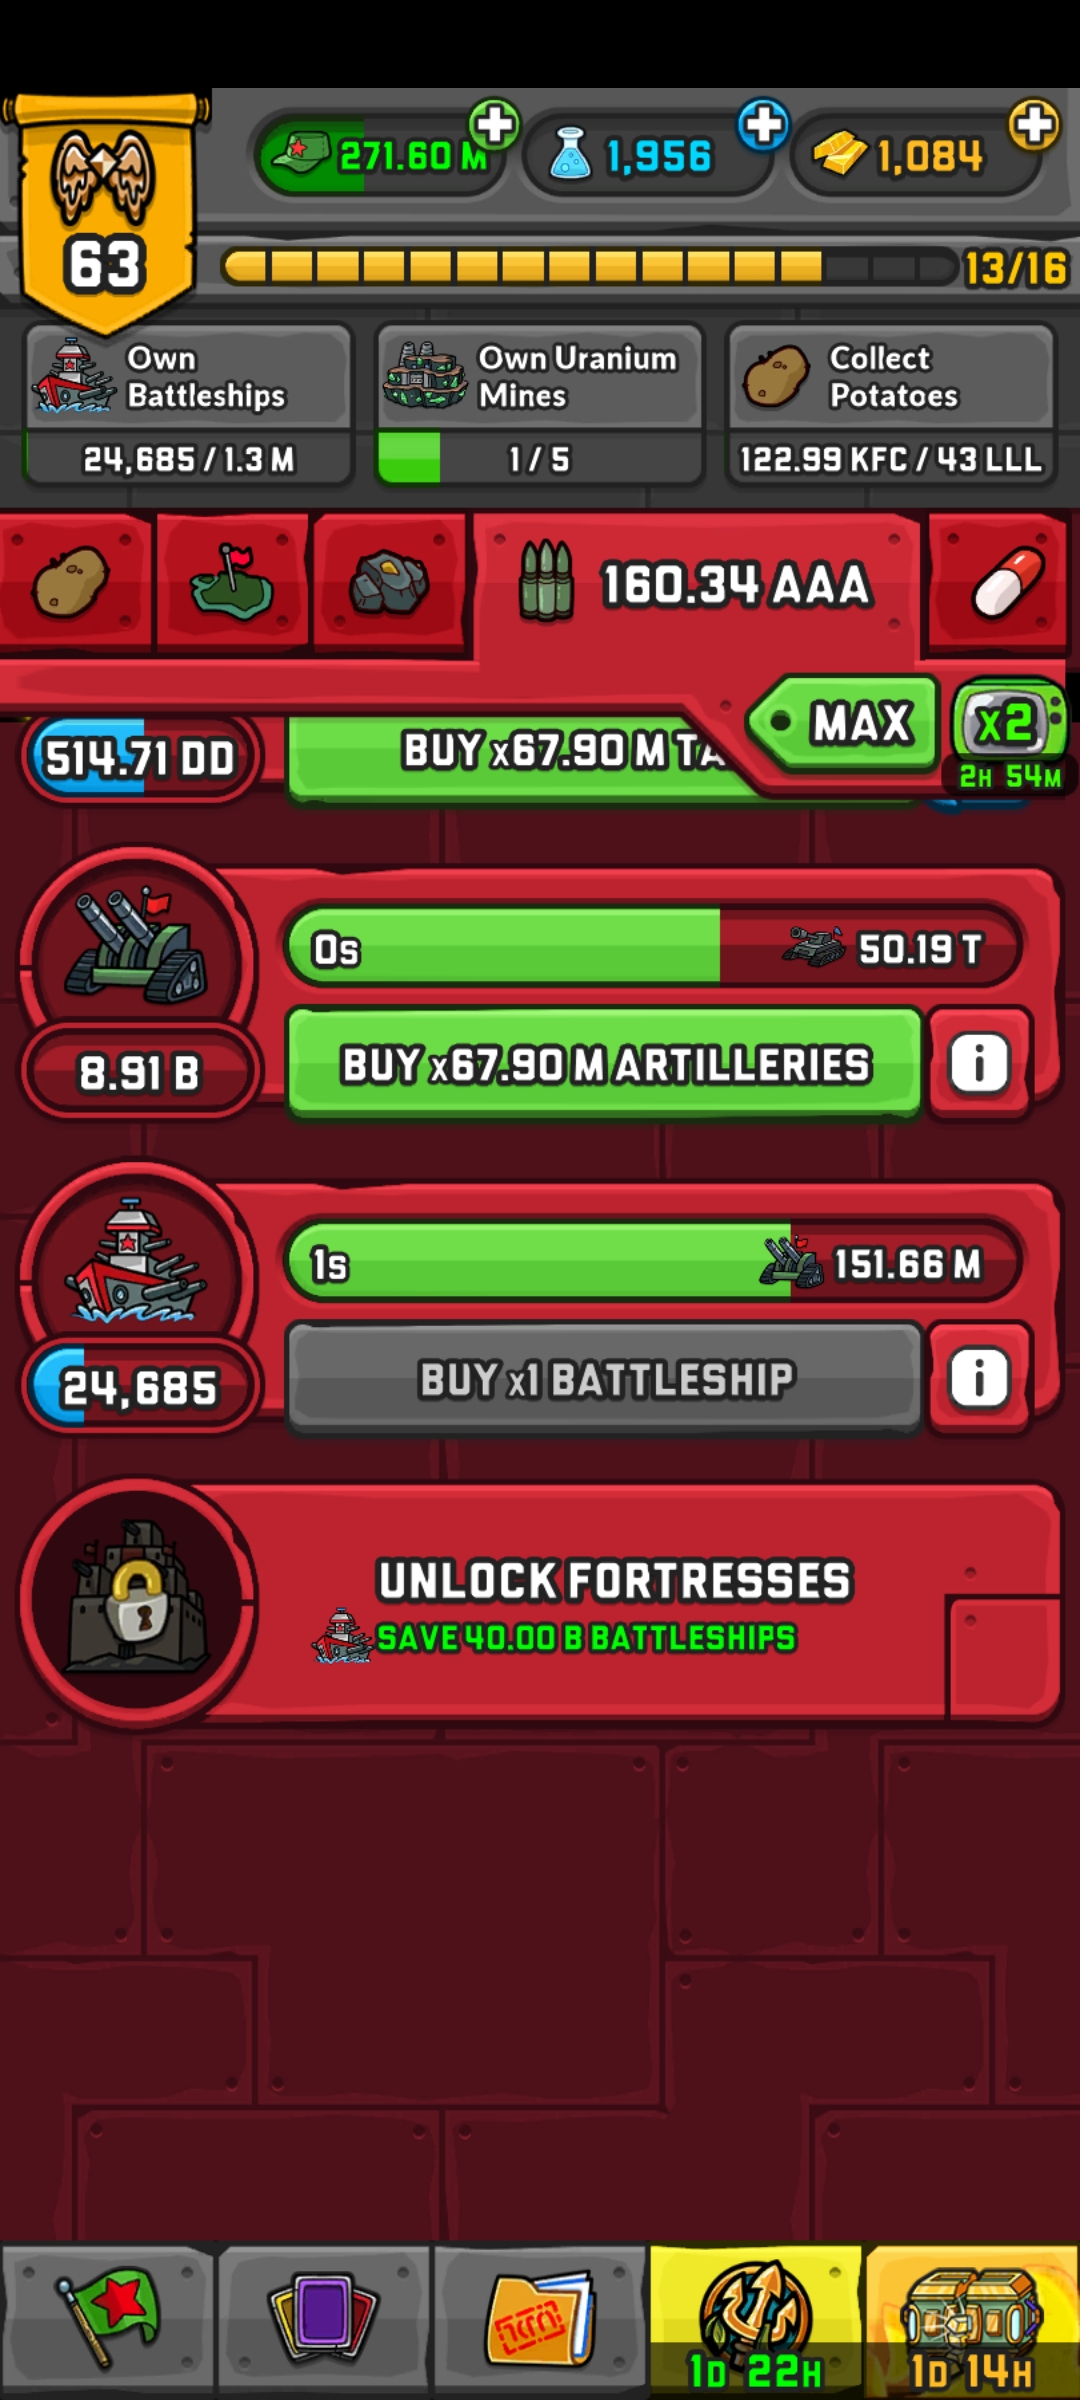 271.60 M
1,956
1,084
63
13/16
Own
Battleships
24,685 / 1.3 M
Own Uranium
Mines
1 / 5
Collect
Potatoes
122.99 KFC / 43 LLL
160.34 AAA
MAX
x2
2H 54M
514.71 DD
BUY x67.90 M TA
0s
50.19 T
8.91 B
BUY x67.90 M ARTILLERIES
i
1s
151.66 M
24,685
BUY x1 BATTLESHIP
i
UNLOCK FORTRESSES
SAVE 40.00 B BATTLESHIPS
1D 22H
1D 14H